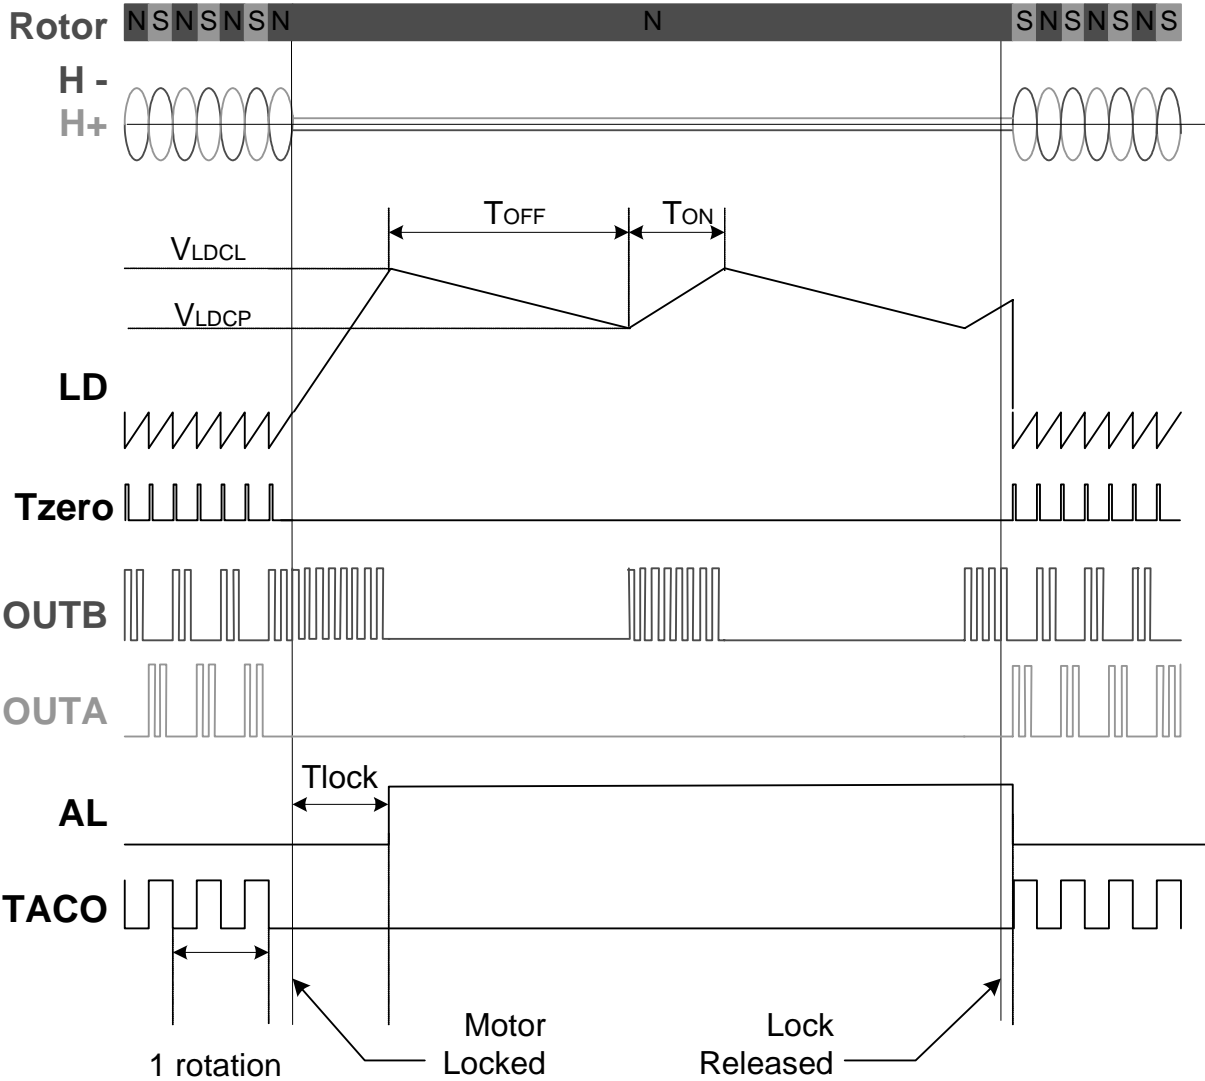 Rotor N S N S N S N N S N S N S N S
H -
H+
TOFF TON
VLDCL
VLDCP
LD
Tzero
OUTB
OUTA
Tlock
AL
TACO
1 rotation
Motor Locked
Lock Released